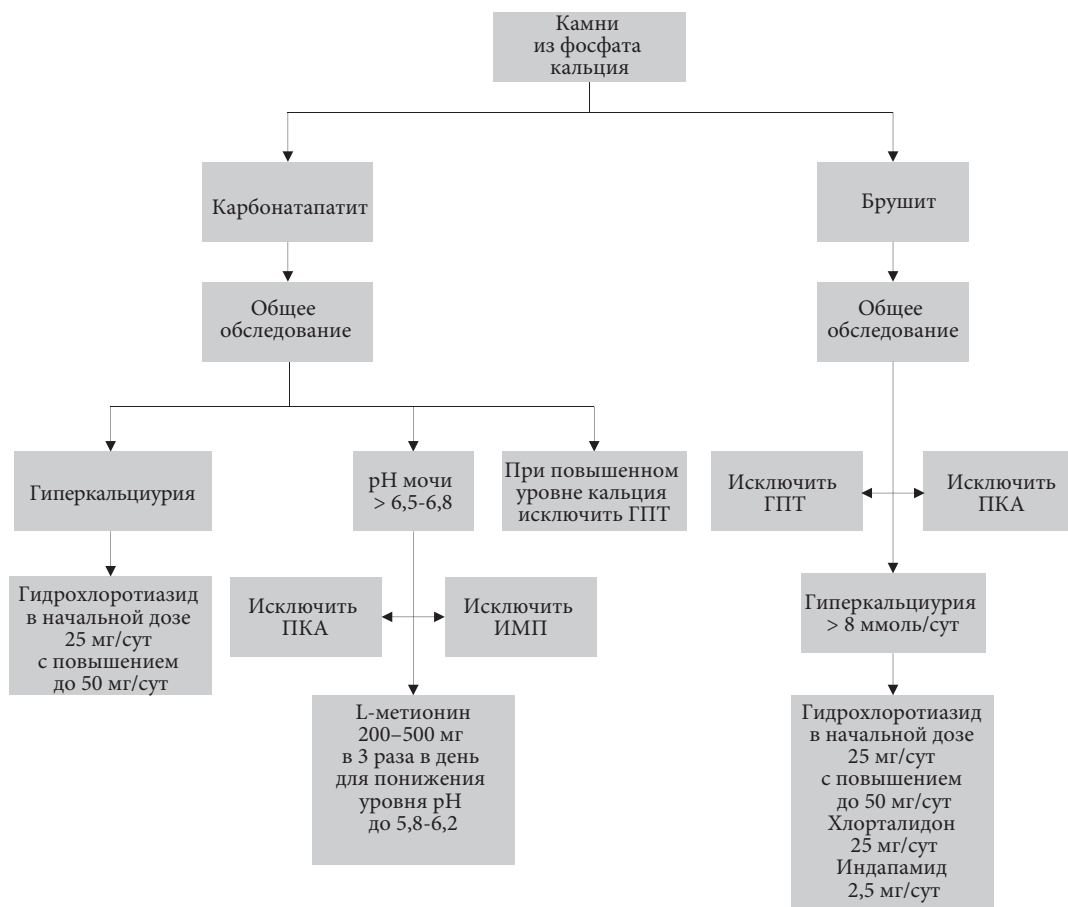 Камни
из фосфата
кальция
Карбонатапатит
Брушит
Общее
обследование
Общее
обследование
Гиперкальциурия
pH мочи
> 6,5-6,8
При повышенном
уровне кальция
исключить ГПТ
Исключить
ГПТ
Исключить
ПКА
Гидрохлоротиазид
в начальной дозе
25 мг/сут
с повышением
до 50 мг/сут
Исключить
ПКА
Исключить
ИМП
Гиперкальциурия
> 8 ммоль/сут
L-метионин
200–500 мг
в 3 раза в день
для понижения
уровня pH
до 5,8-6,2
Гидрохлоротиазид
в начальной дозе
25 мг/сут
с повышением
до 50 мг/сут
Хлорталидон
25 мг/сут
Индапамид
2,5 мг/сут